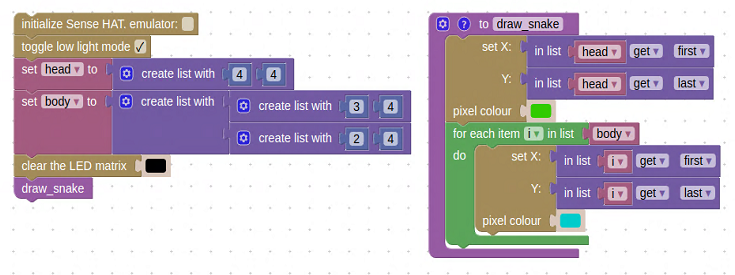 initialize Sense HAT. emulator:
toggle low light mode ✓
set head ▾ to create list with 4 4
set body ▾ to create list with create list with 3 4
create list with 2 4
clear the LED matrix
draw_snake
? to draw_snake
set X: in list head ▾ get ▾ first ▾
Y: in list head ▾ get ▾ last ▾
pixel colour
for each item i ▾ in list body ▾
do set X: in list i ▾ get ▾ first ▾
Y: in list i ▾ get ▾ last ▾
pixel colour